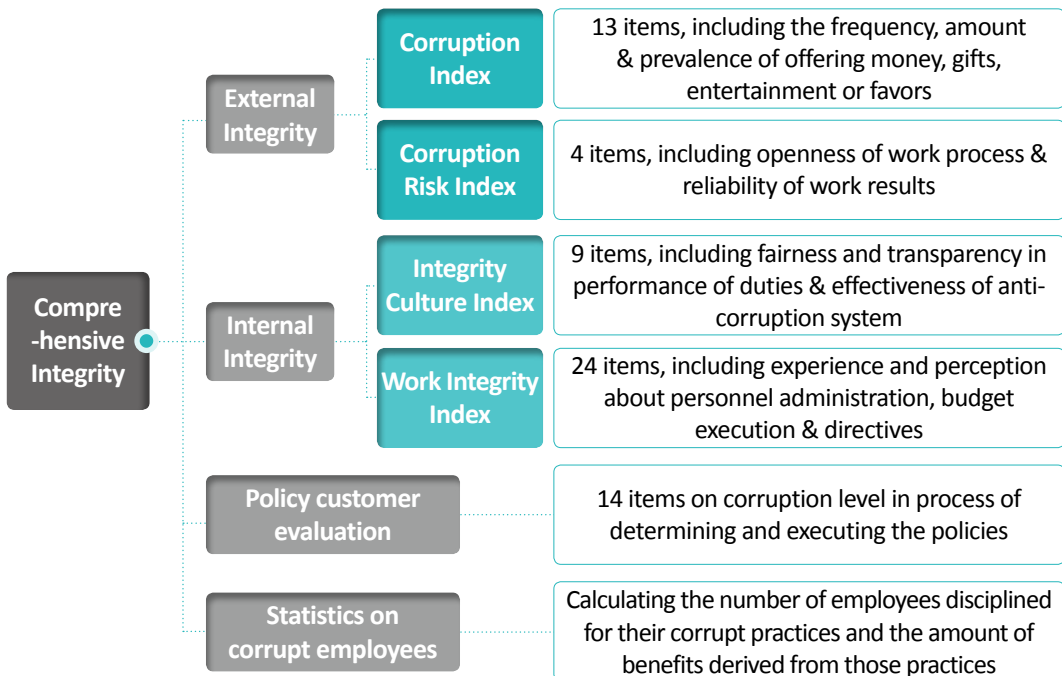 Compre
-hensive
Integrity
External
Integrity
Corruption
Index
13 items, including the frequency, amount
& prevalence of offering money, gifts,
entertainment or favors
Corruption
Risk Index
4 items, including openness of work process &
reliability of work results
Internal
Integrity
Integrity
Culture Index
9 items, including fairness and transparency in
performance of duties & effectiveness of anti-
corruption system
Work Integrity
Index
24 items, including experience and perception
about personnel administration, budget
execution & directives
Policy customer
evaluation
14 items on corruption level in process of
determining and executing the policies
Statistics on
corrupt employees
Calculating the number of employees disciplined
for their corrupt practices and the amount of
benefits derived from those practices